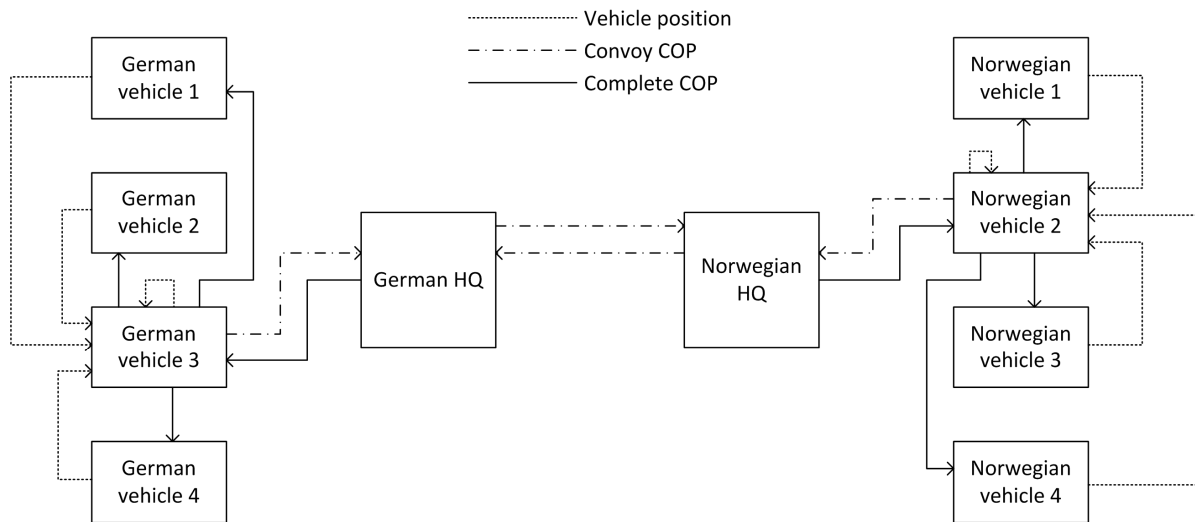 Vehicle position
Convoy COP
Complete COP
German
vehicle 1
German
vehicle 2
German
vehicle 3
German
vehicle 4
German HQ
Norwegian
HQ
Norwegian
vehicle 1
Norwegian
vehicle 2
Norwegian
vehicle 3
Norwegian
vehicle 4